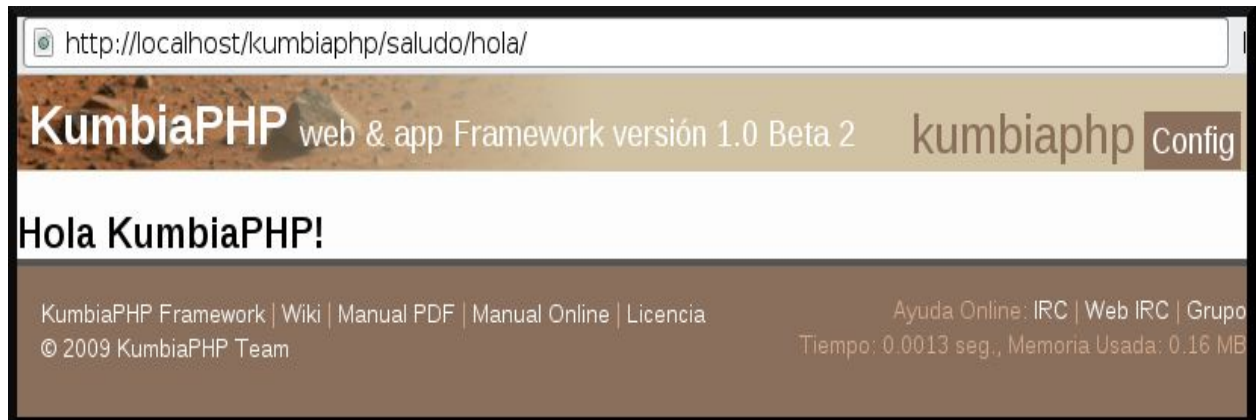 http://localhost/kumbiaphp/saludo/hola/
KumbiaPHP web & app Framework versión 1.0 Beta 2 kumbiaphp Config
Hola KumbiaPHP!
KumbiaPHP Framework | Wiki | Manual PDF | Manual Online | Licencia
Ayuda Online: IRC | Web IRC | Grupo
© 2009 KumbiaPHP Team
Tiempo: 0.0013 seg., Memoria Usada: 0.16 MB